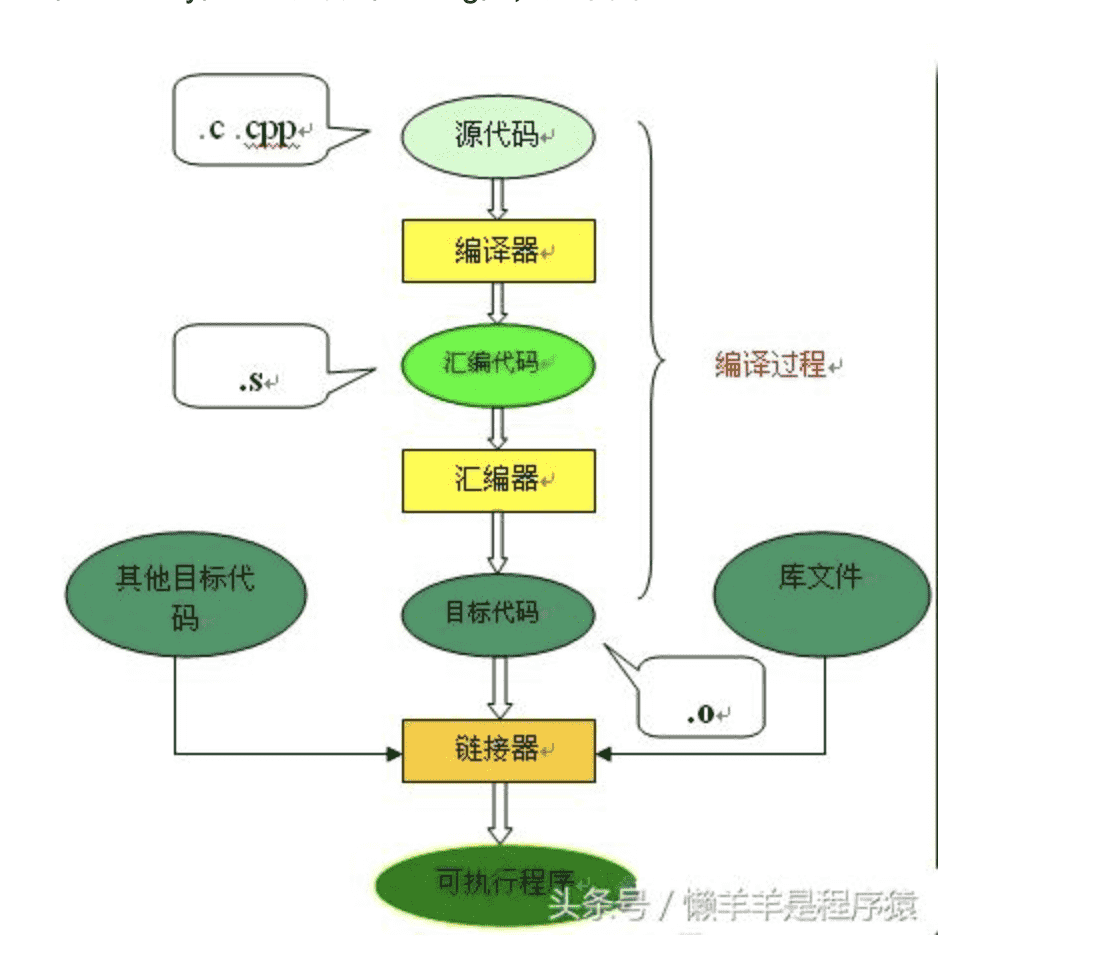 .c .cpp
源代码
编译器
汇编代码
.s
编译过程
汇编器
其他目标代
码
目标代码
库文件
.o
链接器
可执行程序
头条号 / 懒羊羊是程序猿